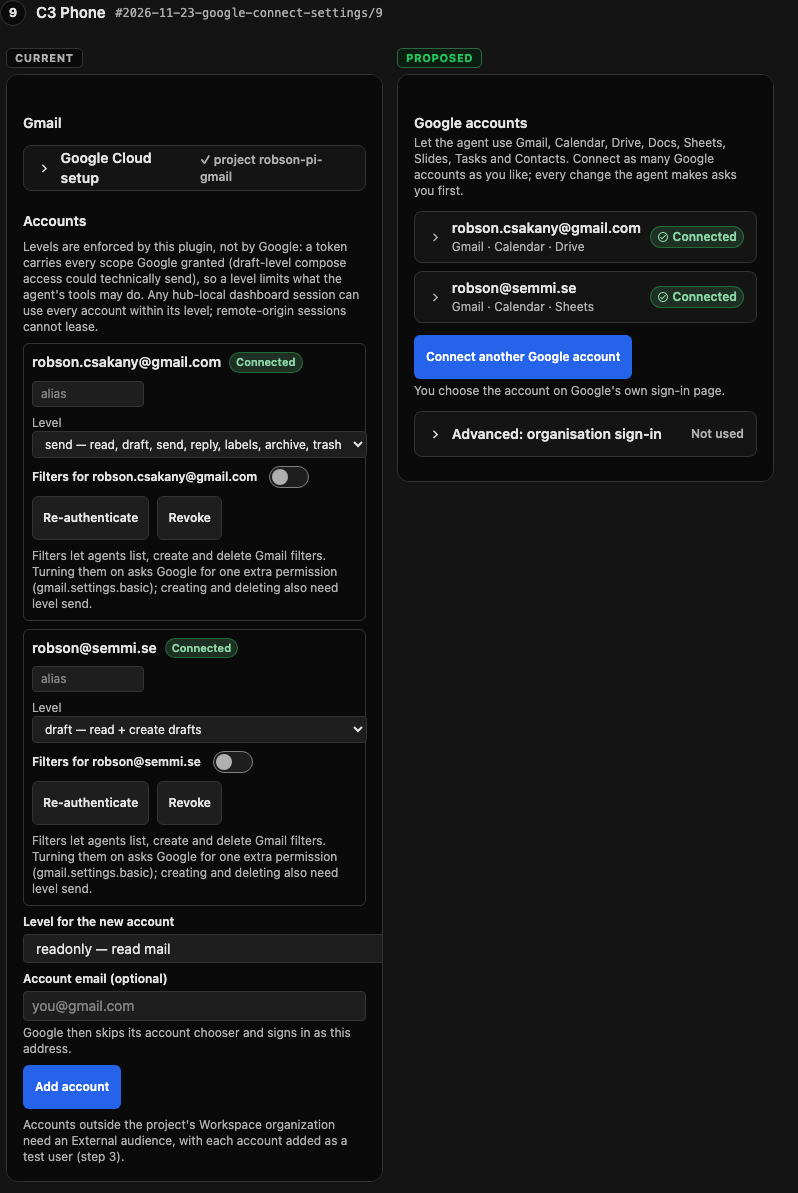 9 C3 Phone #2026-11-23-google-connect-settings/9
CURRENT
Gmail
Google Cloud setup
✓ project robson-pi-gmail
Accounts
Levels are enforced by this plugin, not by Google: a token
carries every scope Google granted (draft-level compose
access could technically send), so a level limits what the
agent's tools may do. Any hub-local dashboard session can
use every account within its level; remote-origin sessions
cannot lease.
robson.csakany@gmail.com Connected
alias
Level
send — read, draft, send, reply, labels, archive, trash
Filters for robson.csakany@gmail.com
Re-authenticate Revoke
Filters let agents list, create and delete Gmail filters.
Turning them on asks Google for one extra permission
(gmail.settings.basic); creating and deleting also need
level send.
robson@semmi.se Connected
alias
Level
draft — read + create drafts
Filters for robson@semmi.se
Re-authenticate Revoke
Filters let agents list, create and delete Gmail filters.
Turning them on asks Google for one extra permission
(gmail.settings.basic); creating and deleting also need
level send.
Level for the new account
readonly — read mail
Account email (optional)
you@gmail.com
Google then skips its account chooser and signs in as this
address.
Add account
Accounts outside the project's Workspace organization
need an External audience, with each account added as a
test user (step 3).
PROPOSED
Google accounts
Let the agent use Gmail, Calendar, Drive, Docs, Sheets,
Slides, Tasks and Contacts. Connect as many Google
accounts as you like; every change the agent makes asks
you first.
robson.csakany@gmail.com
Gmail · Calendar · Drive
Connected
robson@semmi.se
Gmail · Calendar · Sheets
Connected
Connect another Google account
You choose the account on Google's own sign-in page.
Advanced: organisation sign-in Not used